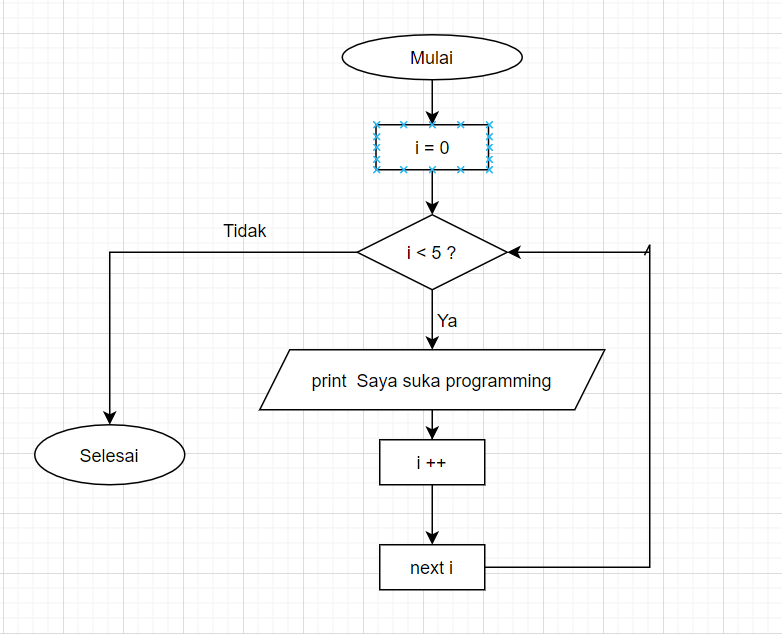 Mulai
i = 0
i < 5 ?
Tidak
Ya
print  Saya suka programming
i ++
next i
Selesai